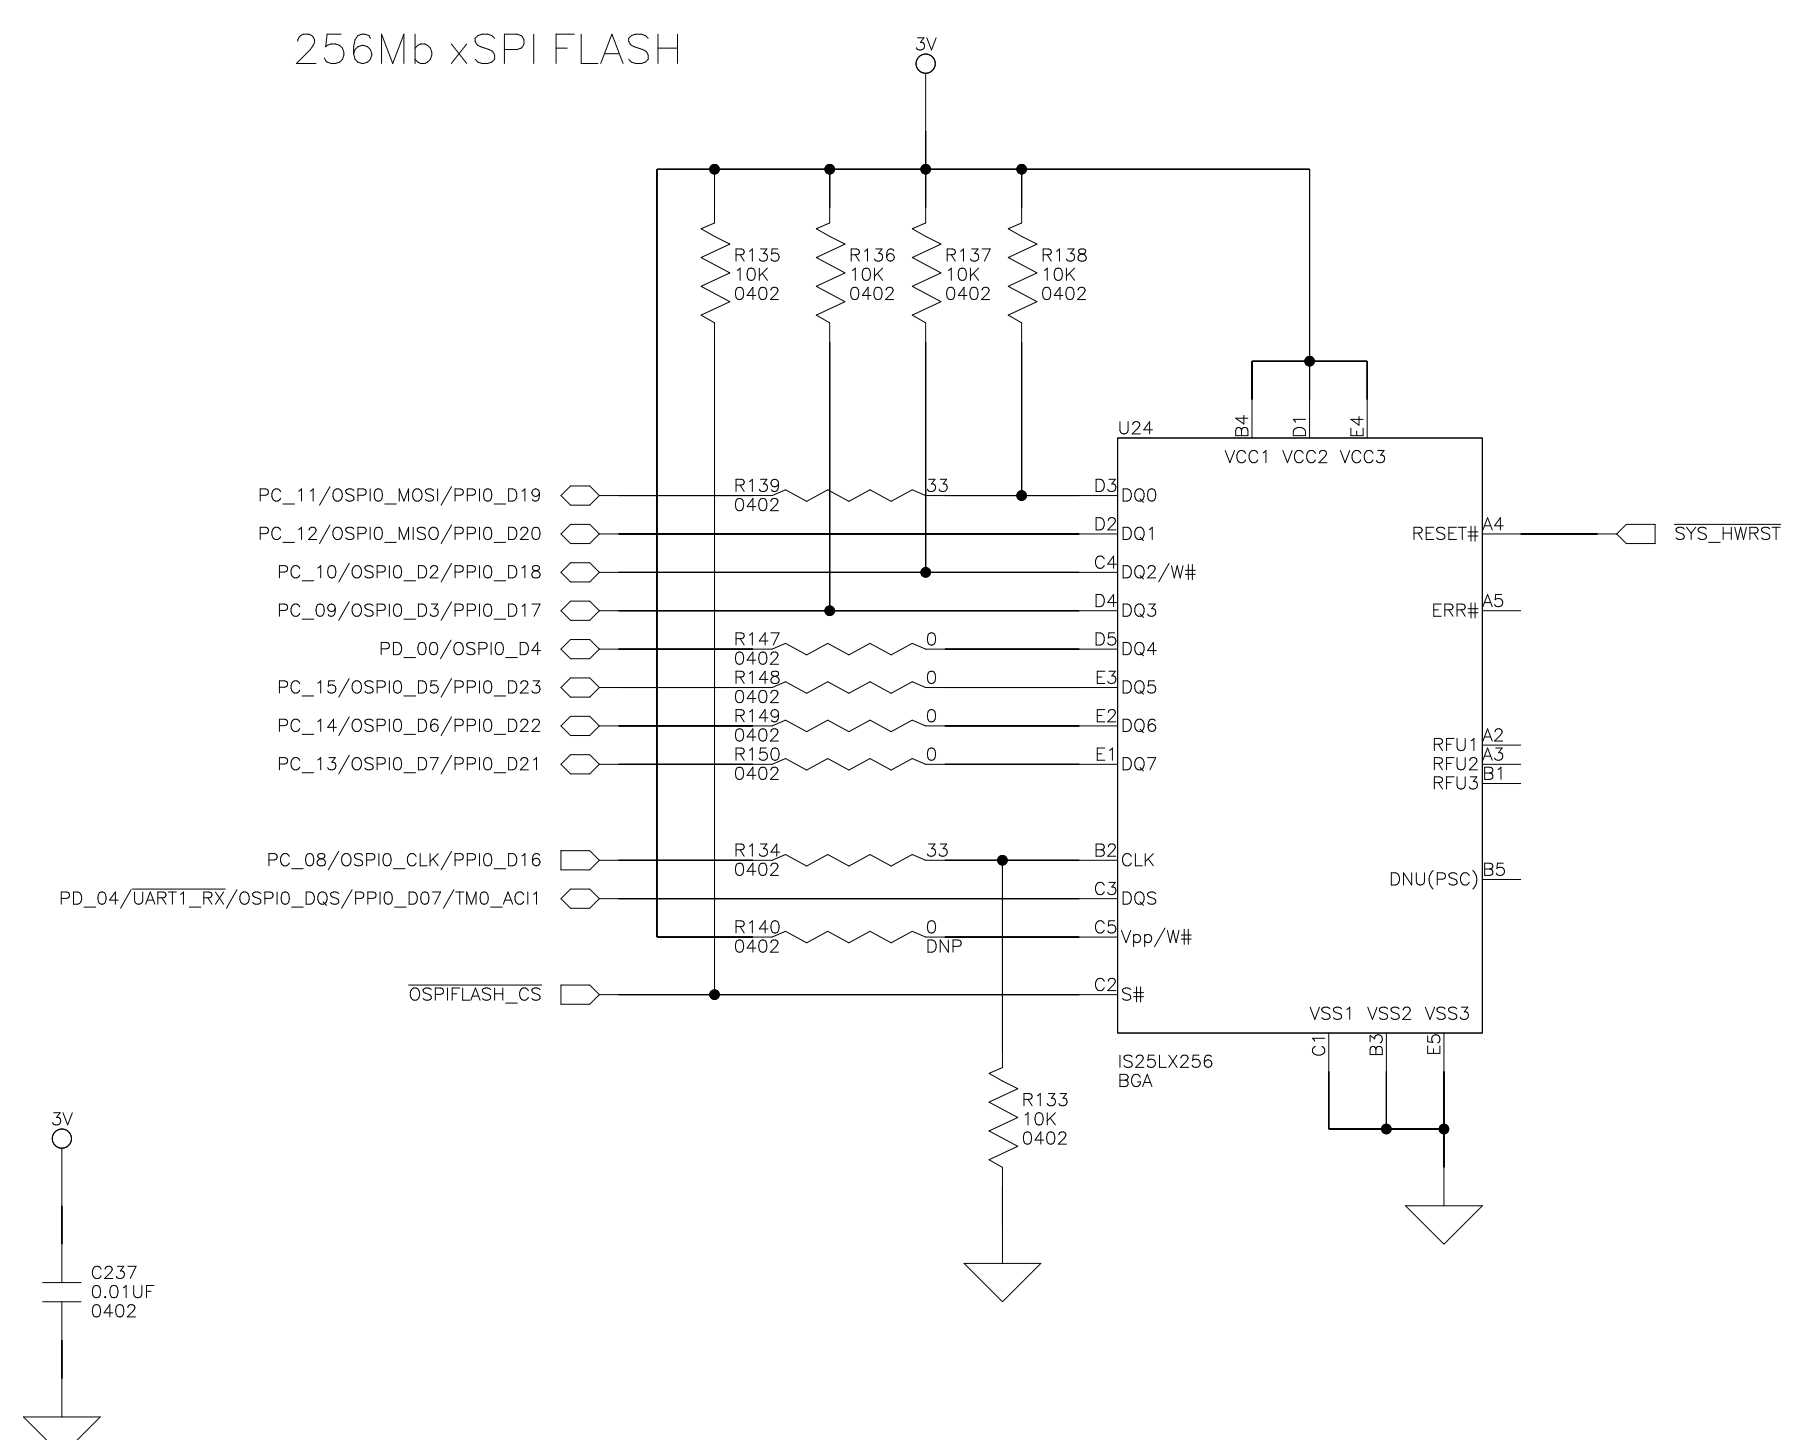 256Mb xSPI FLASH
3V
R135
10K
0402
R136
10K
0402
R137
10K
0402
R138
10K
0402
U24
B4
D1
E4
VCC1 VCC2 VCC3
PC_11/OSPI0_MOSI/PPI0_D19
R139
0402
33
D3
DQ0
PC_12/OSPI0_MISO/PPI0_D20
D2
DQ1
RESET#
A4
SYS_HWRST
PC_10/OSPI0_D2/PPI0_D18
C4
DQ2/W#
PC_09/OSPI0_D3/PPI0_D17
D4
DQ3
ERR#
A5
PD_00/OSPI0_D4
R147
0402
0
D5
DQ4
PC_15/OSPI0_D5/PPI0_D23
R148
0402
0
E3
DQ5
PC_14/OSPI0_D6/PPI0_D22
R149
0402
0
E2
DQ6
PC_13/OSPI0_D7/PPI0_D21
R150
0402
0
E1
DQ7
RFU1
A2
RFU2
A3
RFU3
B1
PC_08/OSPI0_CLK/PPI0_D16
R134
0402
33
B2
CLK
DNU(PSC)
B5
PD_04/UART1_RX/OSPI0_DQS/PPI0_D07/TM0_ACI1
C3
DQS
R140
0402
0
DNP
C5
Vpp/W#
OSPIFLASH_CS
C2
S#
VSS1 VSS2 VSS3
C1
B3
E5
IS25LX256
BGA
R133
10K
0402
3V
C237
0.01UF
0402